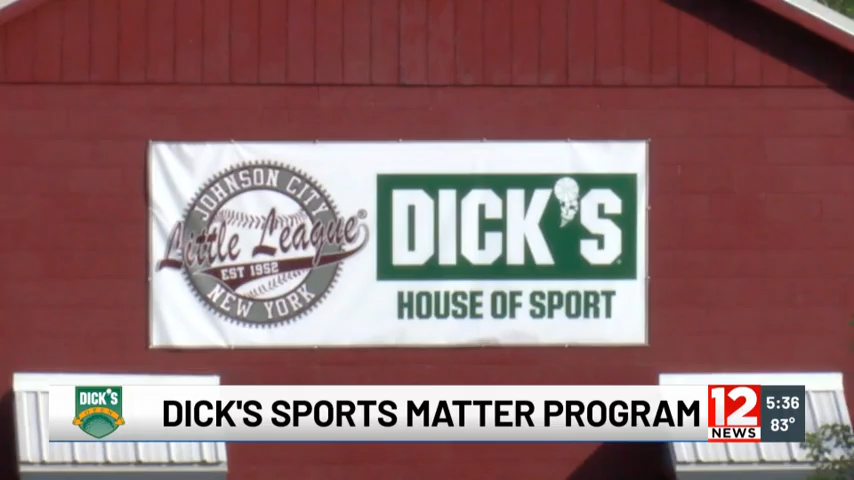 JOHNSON CITY
Little League®
EST 1952
NEW YORK
DICK'S
HOUSE OF SPORT
DICK'S
OPEN
DICK'S SPORTS MATTER PROGRAM
12
NEWS
5:36
83°